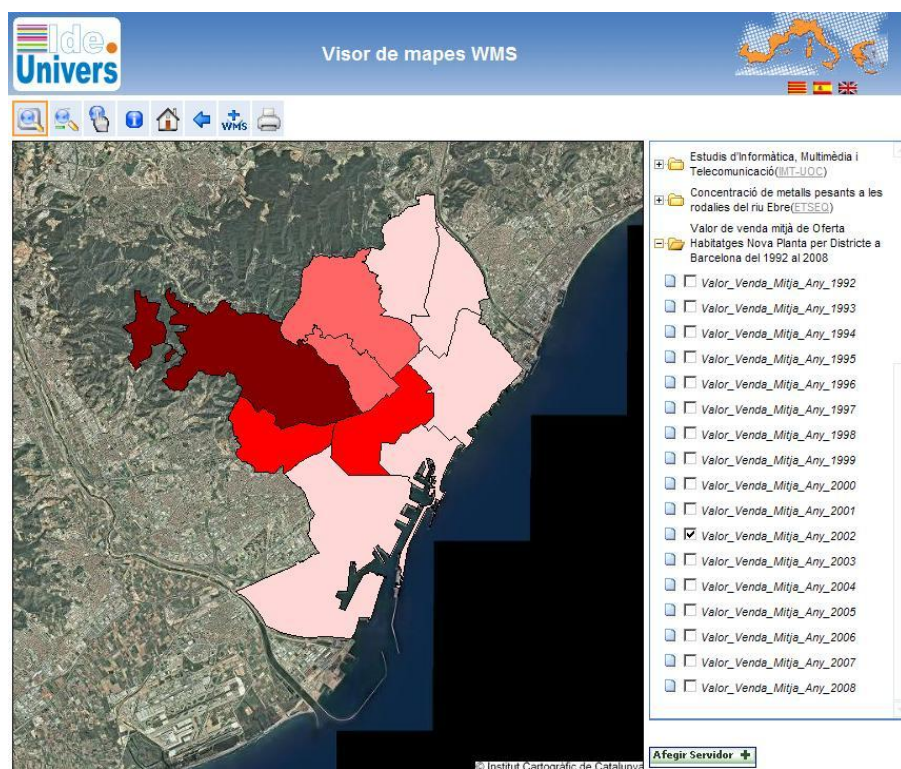 Ide.
Univers
Visor de mapes WMS
WMS
Estudis d'Informàtica, Multimèdia i
Telecomunicació(IMT-UOC)
Concentració de metalls pesants a les
rodalies del riu Ebre(ETSEQ)
Valor de venda mitjà de Oferta
Habitatges Nova Planta per Districte a
Barcelona del 1992 al 2008
Valor_Venda_Mitja_Any_1992
Valor_Venda_Mitja_Any_1993
Valor_Venda_Mitja_Any_1994
Valor_Venda_Mitja_Any_1995
Valor_Venda_Mitja_Any_1996
Valor_Venda_Mitja_Any_1997
Valor_Venda_Mitja_Any_1998
Valor_Venda_Mitja_Any_1999
Valor_Venda_Mitja_Any_2000
Valor_Venda_Mitja_Any_2001
Valor_Venda_Mitja_Any_2002
Valor_Venda_Mitja_Any_2003
Valor_Venda_Mitja_Any_2004
Valor_Venda_Mitja_Any_2005
Valor_Venda_Mitja_Any_2006
Valor_Venda_Mitja_Any_2007
Valor_Venda_Mitja_Any_2008
Afegir Servidor +
© Institut Cartogràfic de Catalunya